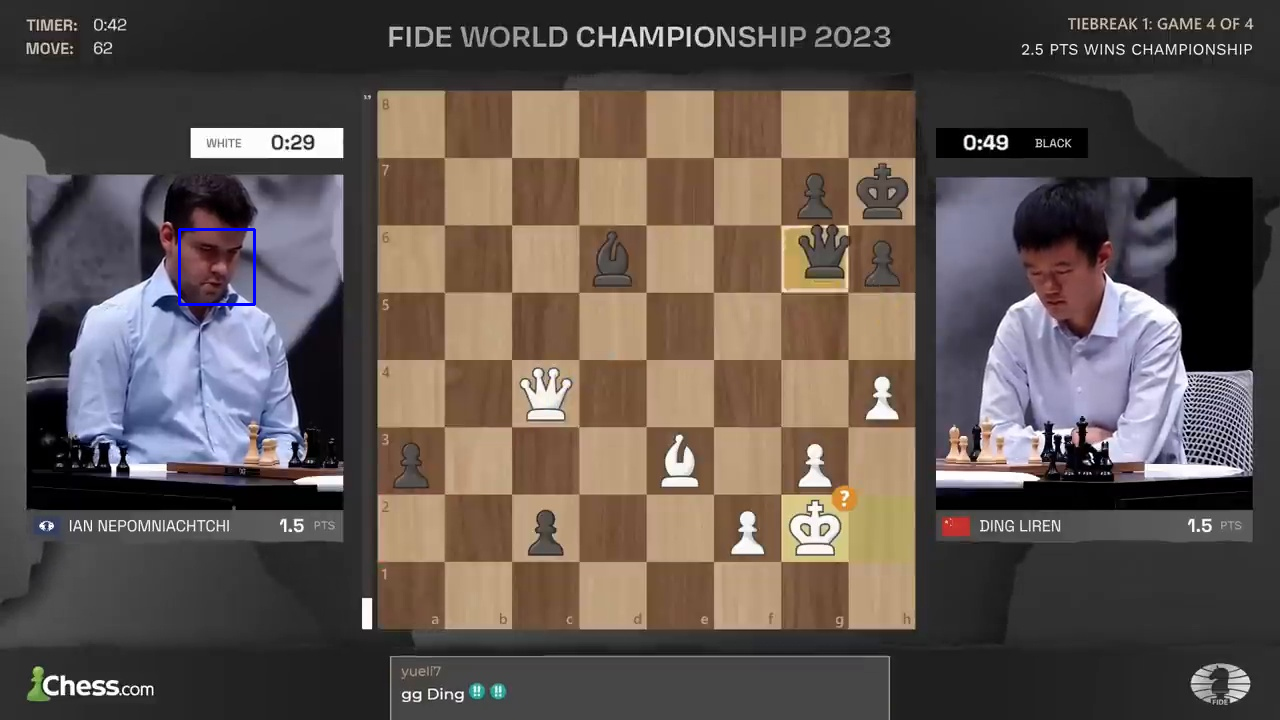 TIMER: 0:42
MOVE: 62
FIDE WORLD CHAMPIONSHIP 2023
TIEBREAK 1: GAME 4 OF 4
2.5 PTS WINS CHAMPIONSHIP
WHITE 0:29
0:49 BLACK
8
7
6
5
4
3
2
1
a b c d e f g h
?
IAN NEPOMNIACHTCHI 1.5 PTS
DING LIREN 1.5 PTS
Chess.com
yuell7
gg Ding !! !!
FIDE